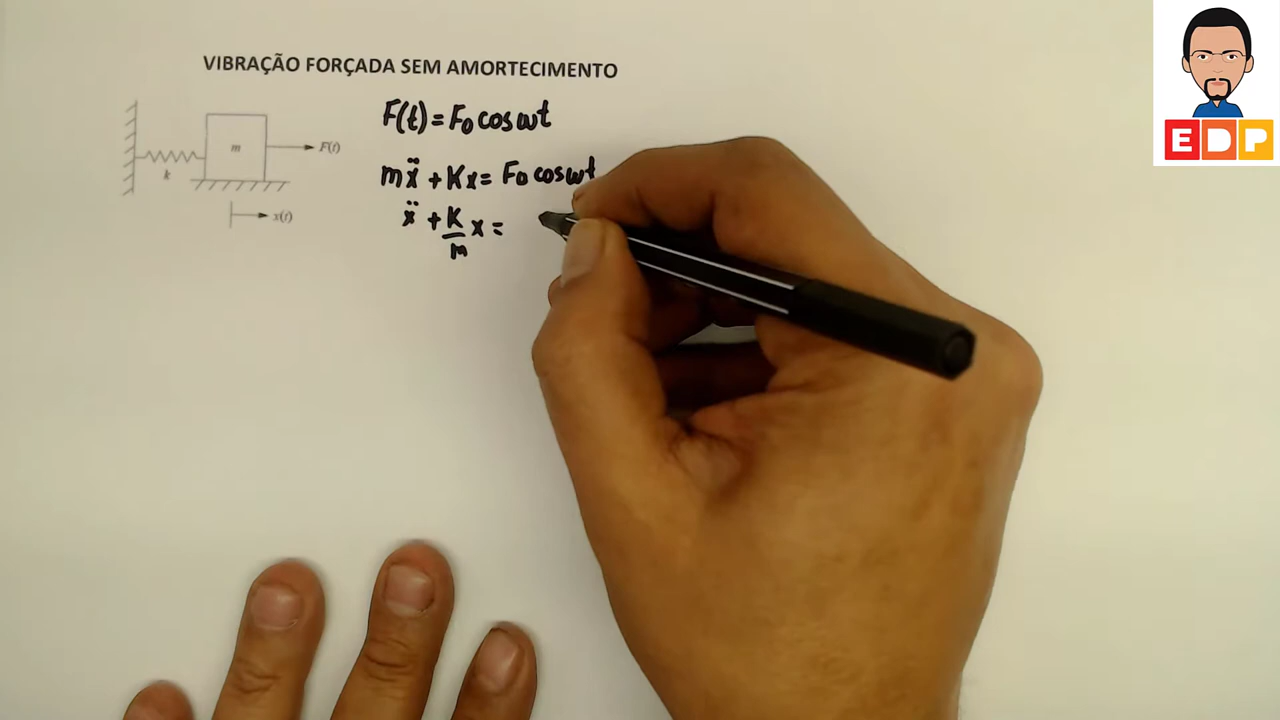 VIBRAÇÃO FORÇADA SEM AMORTECIMENTO
F(t) = F0 cos ωt
m
F(t)
k
mẍ + Kx = F0 cos ωt
ẍ + K/m x =
x(t)
EDP